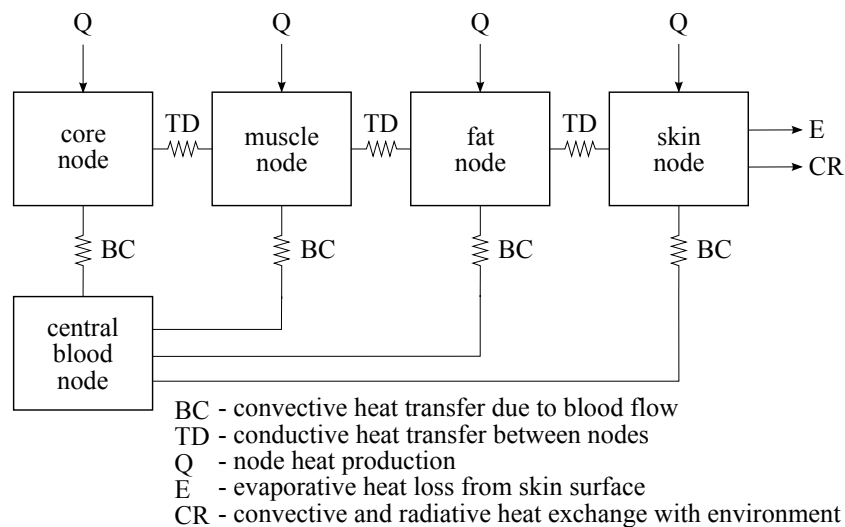 Q Q Q Q
core
node
TD
muscle
node
TD
fat
node
TD
skin
node
E
CR
BC BC BC BC
central
blood
node
BC - convective heat transfer due to blood flow
TD - conductive heat transfer between nodes
Q - node heat production
E - evaporative heat loss from skin surface
CR - convective and radiative heat exchange with environment